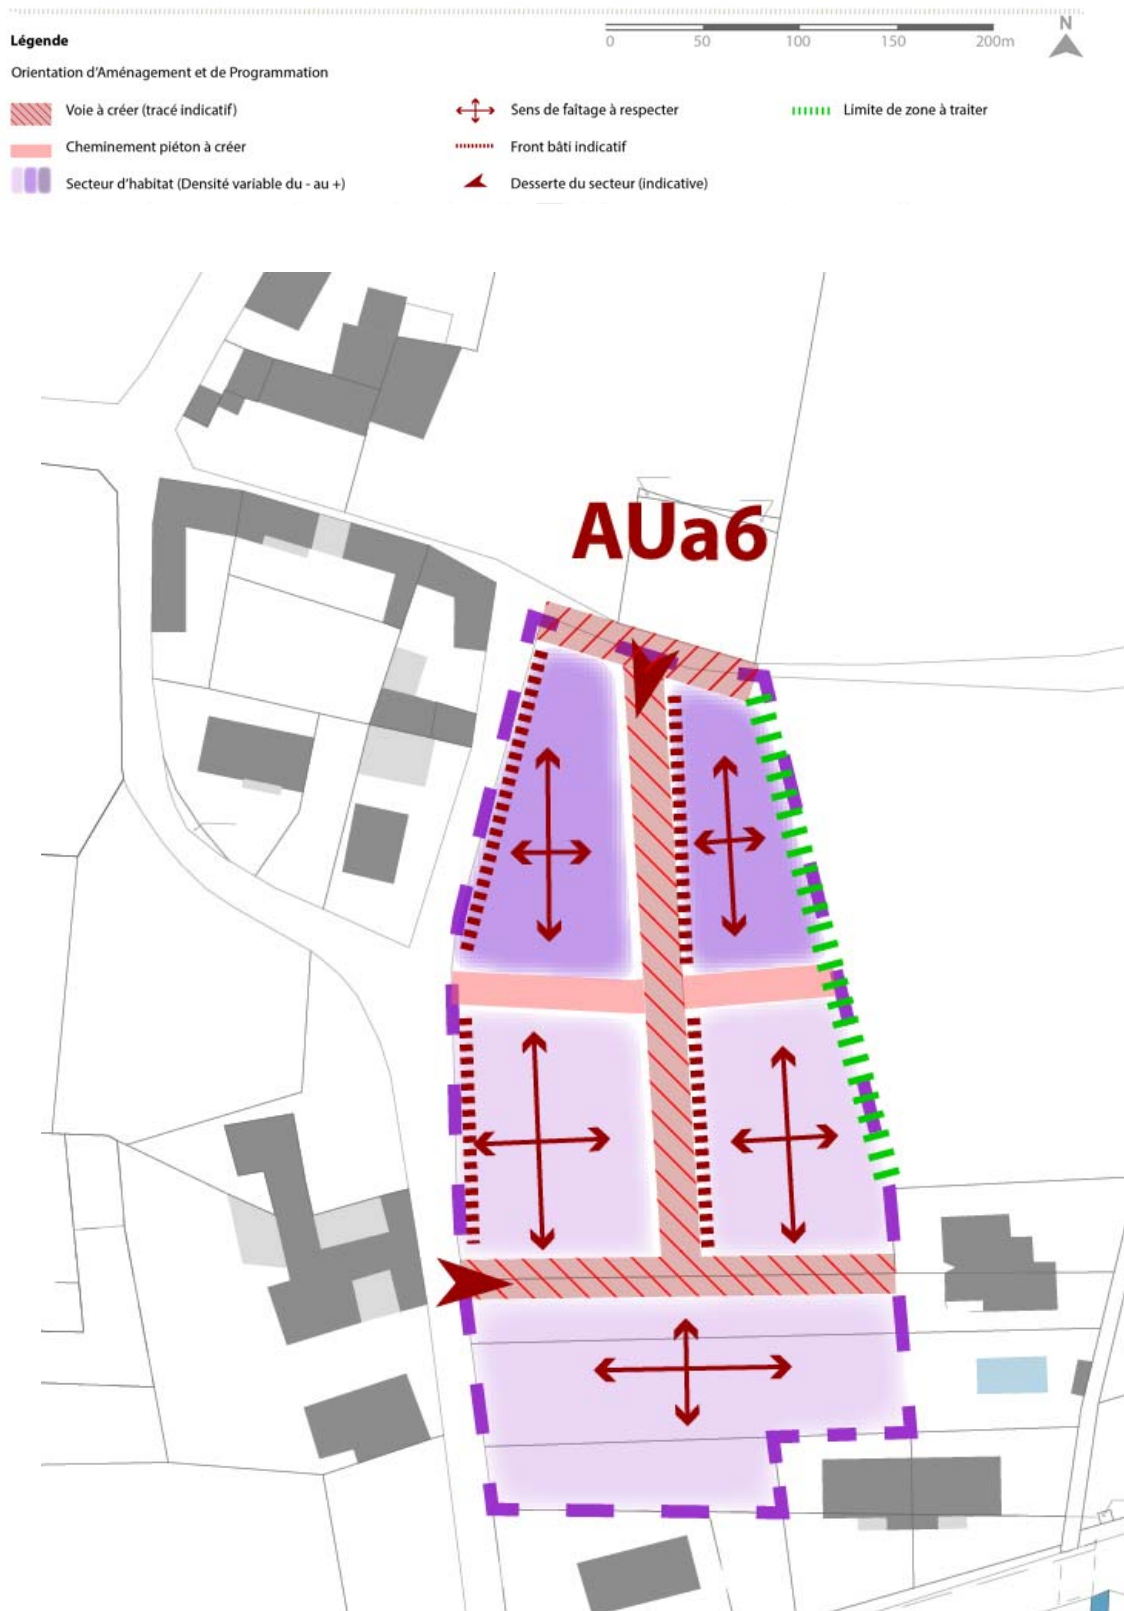 N
Légende
0 50 100 150 200m
Orientation d'Aménagement et de Programmation
Voie à créer (tracé indicatif)
Sens de faîtage à respecter
Limite de zone à traiter
Cheminement piéton à créer
Front bâti indicatif
Secteur d'habitat (Densité variable du - au +)
Desserte du secteur (indicative)
AUa6